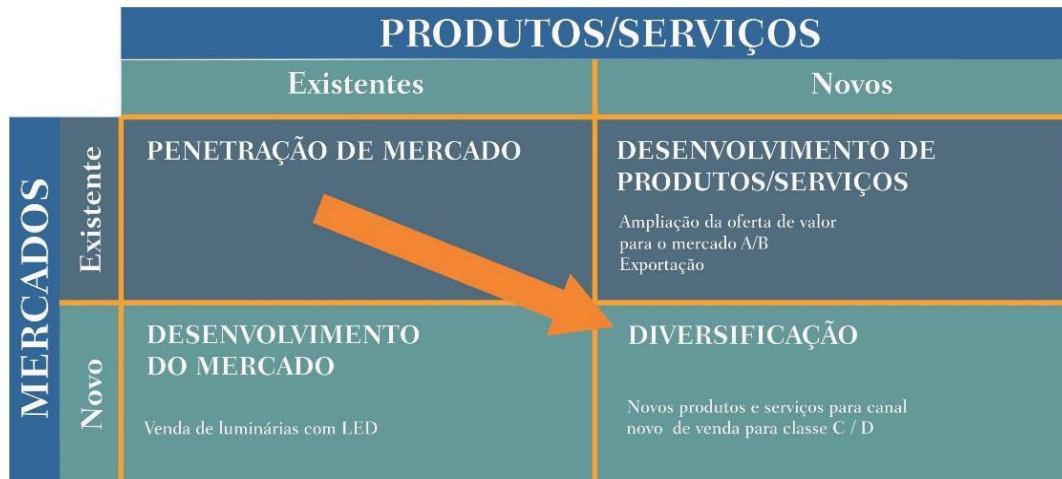 PRODUTOS/SERVIÇOS
Existentes
Novos
MERCADOS
Existente
PENETRAÇÃO DE MERCADO
DESENVOLVIMENTO DE
PRODUTOS/SERVIÇOS
Ampliação da oferta de valor
para o mercado A/B
Exportação
Novo
DESENVOLVIMENTO
DO MERCADO
Venda de luminárias com LED
DIVERSIFICAÇÃO
Novos produtos e serviços para canal
novo de venda para classe C / D